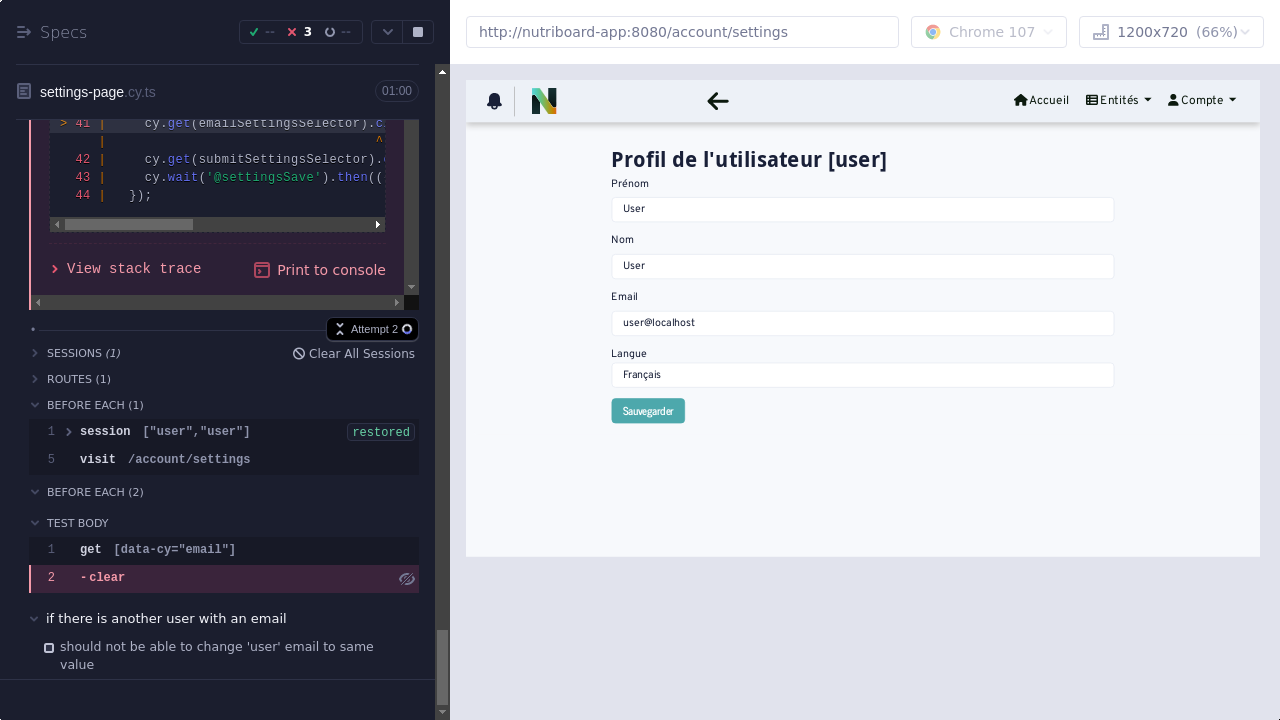 Specs
--
3
--
settings-page.cy.ts
01:00
> 41 | cy.get(emailSettingsSelector).c
| ^
42 | cy.get(submitSettingsSelector).
43 | cy.wait('@settingsSave').then((
44 | });
View stack trace
Print to console
Attempt 2
SESSIONS (1)
Clear All Sessions
ROUTES (1)
BEFORE EACH (1)
1 session ["user","user"] restored
5 visit /account/settings
BEFORE EACH (2)
TEST BODY
1 get [data-cy="email"]
2 -clear
if there is another user with an email
should not be able to change 'user' email to same
value
http://nutriboard-app:8080/account/settings
Chrome 107
1200x720 (66%)
Accueil
Entités
Compte
Profil de l'utilisateur [user]
Prénom
User
Nom
User
Email
user@localhost
Langue
Français
Sauvegarder